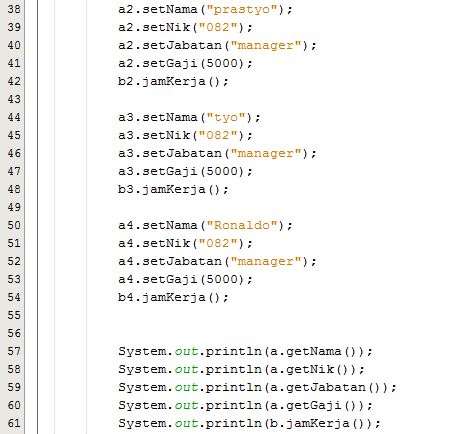 38 a2.setNama("prastyo");
39 a2.setNik("082");
40 a2.setJabatan("manager");
41 a2.setGaji(5000);
42 b2.jamKerja();
43
44 a3.setNama("tyo");
45 a3.setNik("082");
46 a3.setJabatan("manager");
47 a3.setGaji(5000);
48 b3.jamKerja();
49
50 a4.setNama("Ronaldo");
51 a4.setNik("082");
52 a4.setJabatan("manager");
53 a4.setGaji(5000);
54 b4.jamKerja();
55
56
57 System.out.println(a.getNama());
58 System.out.println(a.getNik());
59 System.out.println(a.getJabatan());
60 System.out.println(a.getGaji());
61 System.out.println(b.jamKerja());